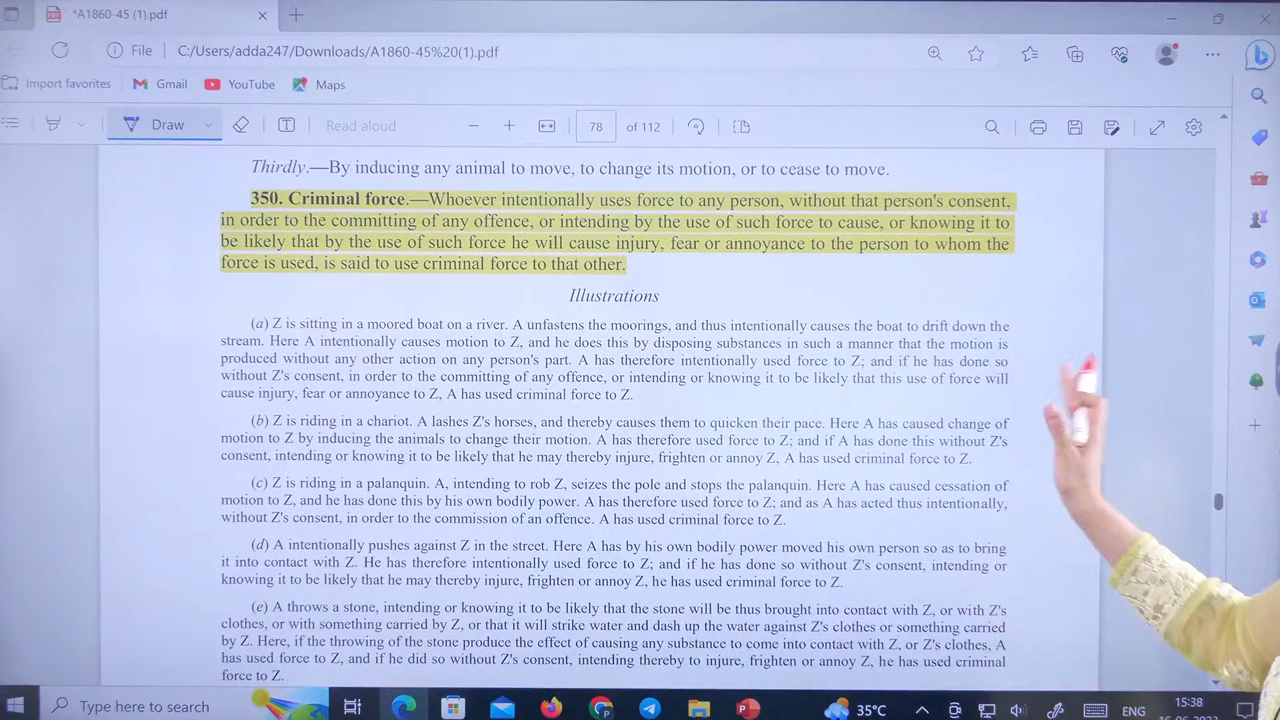 *A1860-45 (1).pdf
File C:/Users/adda247/Downloads/A1860-45%20(1).pdf
Import favorites Gmail YouTube Maps
Draw Read aloud 78 of 112
Thirdly.—By inducing any animal to move, to change its motion, or to cease to move.
350. Criminal force.—Whoever intentionally uses force to any person, without that person's consent,
in order to the committing of any offence, or intending by the use of such force to cause, or knowing it to
be likely that by the use of such force he will cause injury, fear or annoyance to the person to whom the
force is used, is said to use criminal force to that other.
Illustrations
(a) Z is sitting in a moored boat on a river. A unfastens the moorings, and thus intentionally causes the boat to drift down the
stream. Here A intentionally causes motion to Z, and he does this by disposing substances in such a manner that the motion is
produced without any other action on any person's part. A has therefore intentionally used force to Z; and if he has done so
without Z's consent, in order to the committing of any offence, or intending or knowing it to be likely that this use of force will
cause injury, fear or annoyance to Z, A has used criminal force to Z.
(b) Z is riding in a chariot. A lashes Z's horses, and thereby causes them to quicken their pace. Here A has caused change of
motion to Z by inducing the animals to change their motion. A has therefore used force to Z; and if A has done this without Z's
consent, intending or knowing it to be likely that he may thereby injure, frighten or annoy Z, A has used criminal force to Z.
(c) Z is riding in a palanquin. A, intending to rob Z, seizes the pole and stops the palanquin. Here A has caused cessation of
motion to Z, and he has done this by his own bodily power. A has therefore used force to Z; and as A has acted thus intentionally,
without Z's consent, in order to the commission of an offence. A has used criminal force to Z.
(d) A intentionally pushes against Z in the street. Here A has by his own bodily power moved his own person so as to bring
it into contact with Z. He has therefore intentionally used force to Z; and if he has done so without Z's consent, intending or
knowing it to be likely that he may thereby injure, frighten or annoy Z, he has used criminal force to Z.
(e) A throws a stone, intending or knowing it to be likely that the stone will be thus brought into contact with Z, or with Z's
clothes, or with something carried by Z, or that it will strike water and dash up the water against Z's clothes or something carried
by Z. Here, if the throwing of the stone produce the effect of causing any substance to come into contact with Z, or Z's clothes, A
has used force to Z, and if he did so without Z's consent, intending thereby to injure, frighten or annoy Z, he has used criminal
force to Z.
Type here to search 35°C ENG 15:38